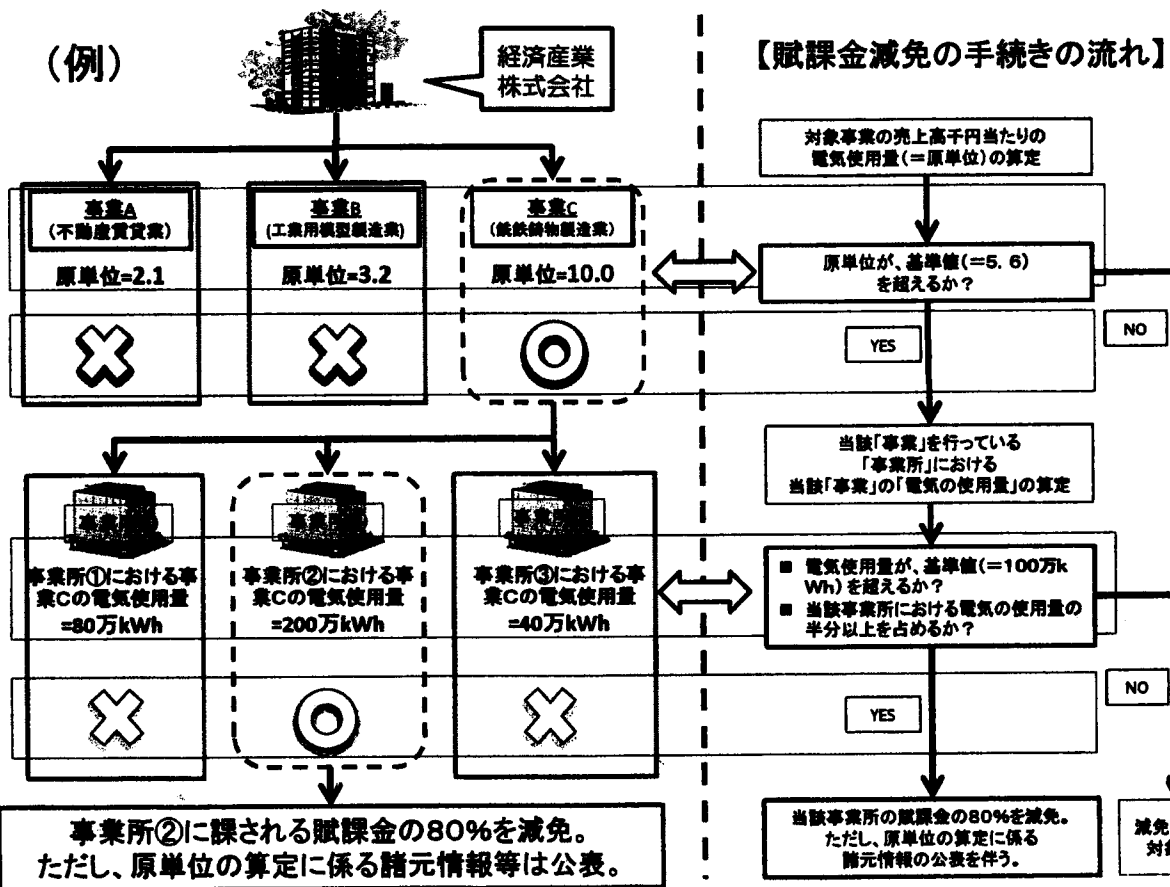 (例)
経済産業
株式会社
事業A
(不動産賃貸業)
原単位=2.1
事業B
(工業用模型製造業)
原単位=3.2
事業C
(銑鉄鋳物製造業)
原単位=10.0
事業所①における事
業Cの電気使用量
=80万kWh
事業所②における事
業Cの電気使用量
=200万kWh
事業所③における事
業Cの電気使用量
=40万kWh
事業所②に課される賦課金の80%を減免。
ただし、原単位の算定に係る諸元情報等は公表。
【賦課金減免の手続きの流れ】
対象事業の売上高千円当たりの
電気使用量(=原単位)の算定
原単位が、基準値(=5.6)
を超えるか?
YES
NO
当該「事業」を行っている
「事業所」における
当該「事業」の「電気の使用量」の算定
■ 電気使用量が、基準値(=100万k
Wh)を超えるか?
■ 当該事業所における電気の使用量の
半分以上を占めるか?
YES
NO
当該事業所の賦課金の80%を減免。
ただし、原単位の算定に係る
諸元情報の公表を伴う。
減免
対象